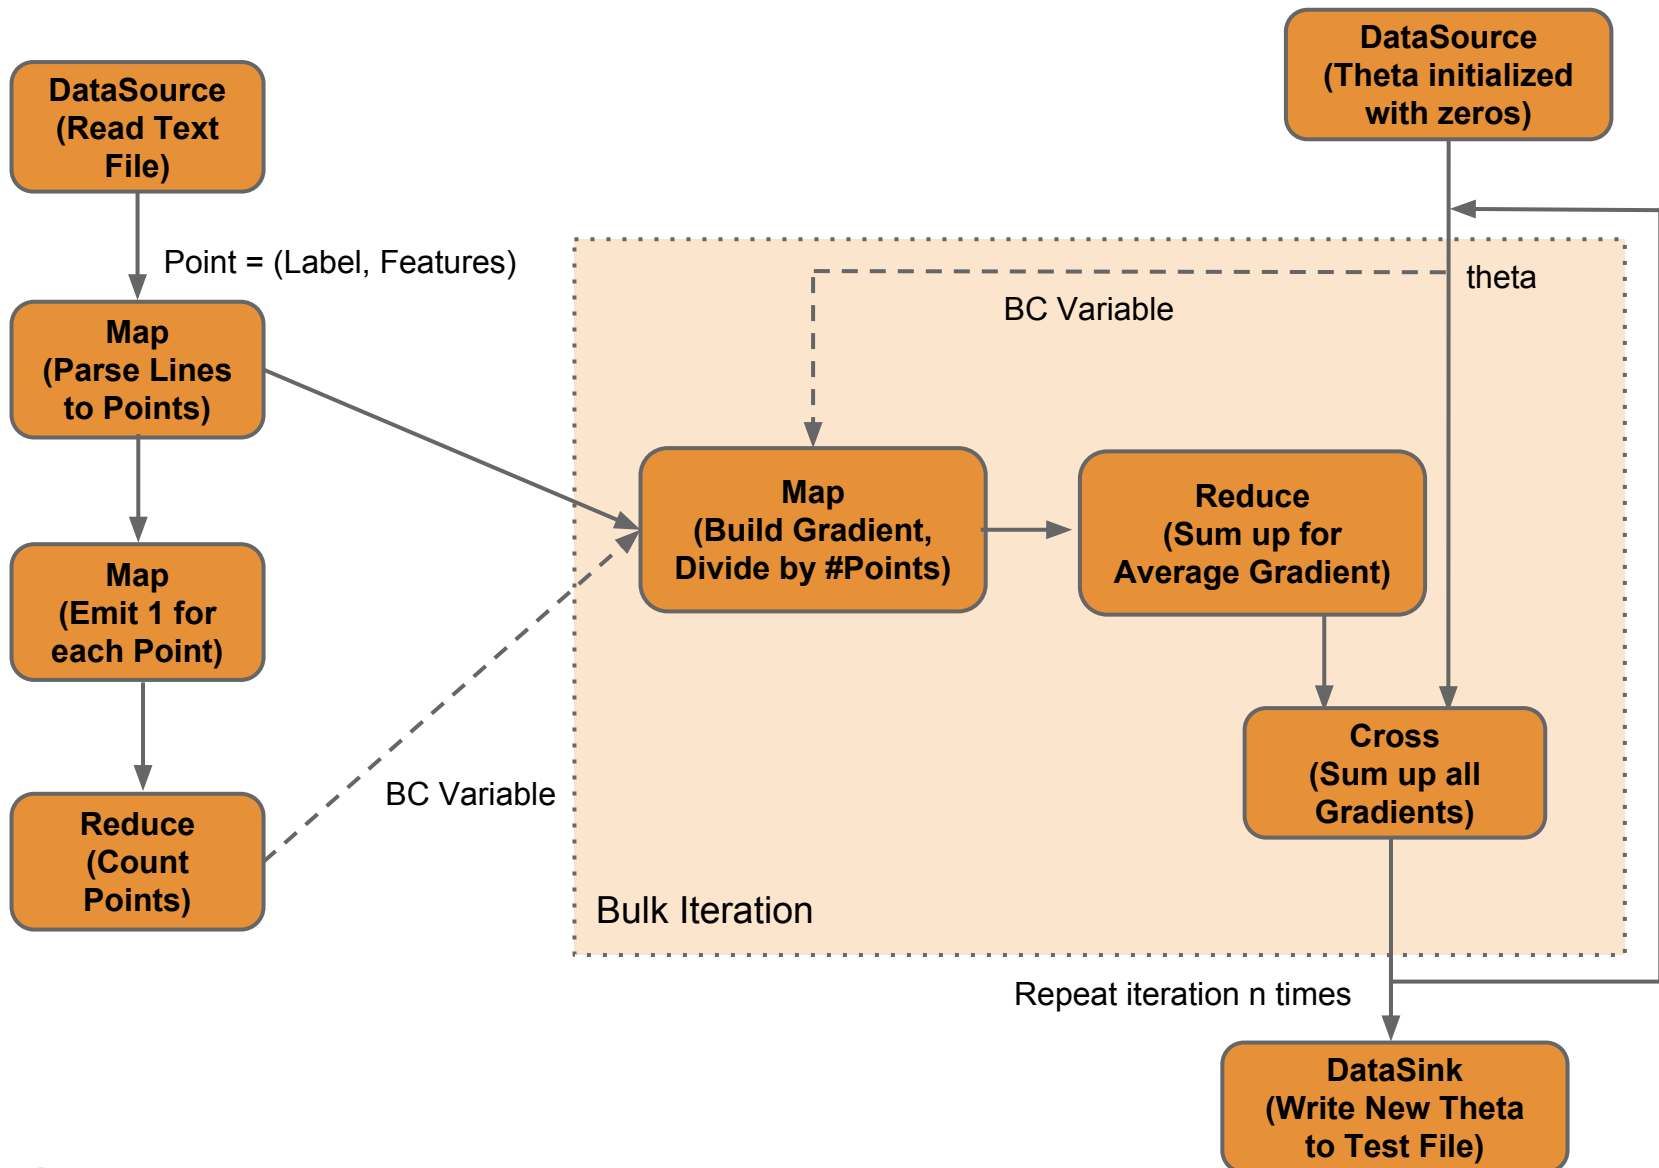 DataSource
(Read Text
File)
Point = (Label, Features)
Map
(Parse Lines
to Points)
Map
(Emit 1 for
each Point)
Reduce
(Count
Points)
BC Variable
DataSource
(Theta initialized
with zeros)
theta
BC Variable
Map
(Build Gradient,
Divide by #Points)
Reduce
(Sum up for
Average Gradient)
Cross
(Sum up all
Gradients)
Bulk Iteration
Repeat iteration n times
DataSink
(Write New Theta
to Test File)